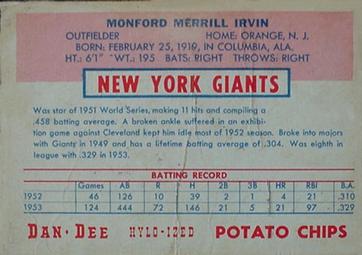 MONFORD MERRILL IRVIN
OUTFIELDER HOME: ORANGE, N. J.
BORN: FEBRUARY 25, 1919, IN COLUMBIA, ALA.
HT.: 6'1" WT.: 195 BATS: RIGHT THROWS: RIGHT
NEW YORK GIANTS
Was star of 1951 World Series, making 11 hits and compiling a
.458 batting average. A broken ankle suffered in an exhibi-
tion game against Cleveland kept him idle most of 1952 season. Broke into majors
with Giants in 1949 and has a lifetime batting average of .304. Was eighth in
league with .329 in 1953.
BATTING RECORD
Games AB R H 2B 3B HR RBI B.A.
1952 46 126 10 39 2 1 4 21 .310
1953 124 444 72 146 21 5 21 97 .329
DAN-DEE HYLO-IZED POTATO CHIPS